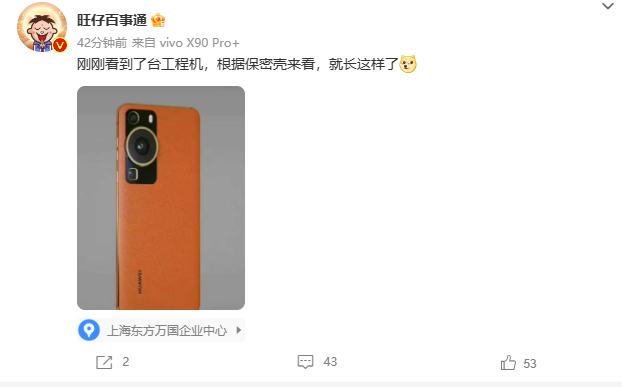 旺仔百事通
42分钟前 来自 vivo X90 Pro+
刚刚看到了台工程机，根据保密壳来看，就长这样了
HUAWEI
上海东方万国企业中心
2
43
53